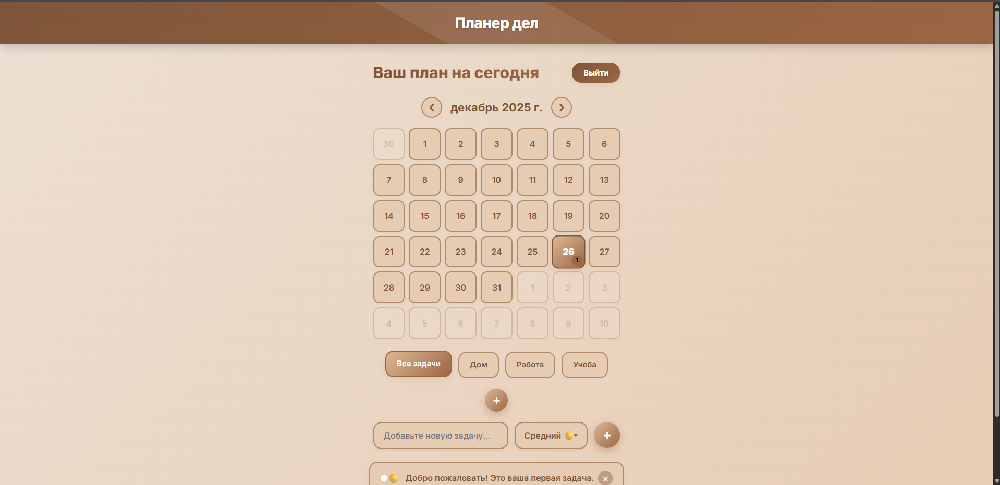 Планер дел
Ваш план на сегодня
Выйти
декабрь 2025 г.
30 1 2 3 4 5 6
7 8 9 10 11 12 13
14 15 16 17 18 19 20
21 22 23 24 25 26 27
1
28 29 30 31 1 2 3
4 5 6 7 8 9 10
Все задачи Дом Работа Учёба
+
Добавьте новую задачу... Средний +
Добро пожаловать! Это ваша первая задача. ×